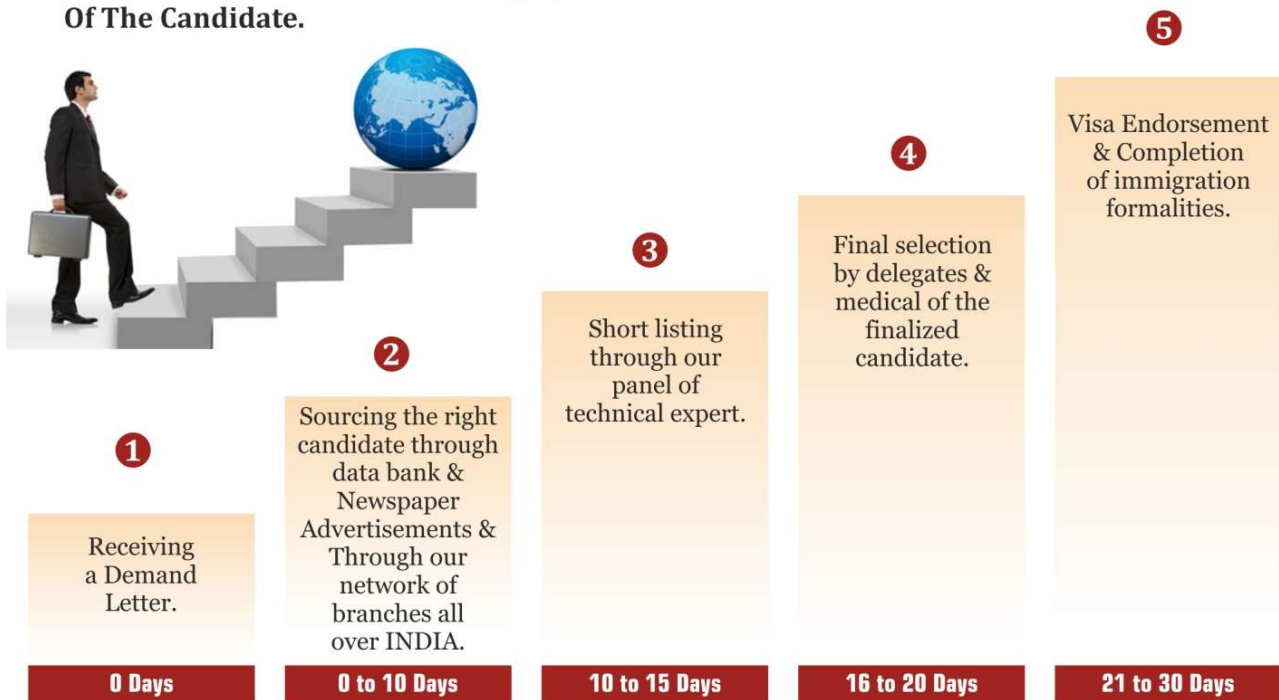 Of The Candidate.
1
Receiving
a Demand
Letter.
0 Days
2
Sourcing the right
candidate through
data bank &
Newspaper
Advertisements &
Through our
network of
branches all
over INDIA.
0 to 10 Days
3
Short listing
through our
panel of
technical expert.
10 to 15 Days
4
Final selection
by delegates &
medical of the
finalized
candidate.
16 to 20 Days
5
Visa Endorsement
& Completion
of immigration
formalities.
21 to 30 Days